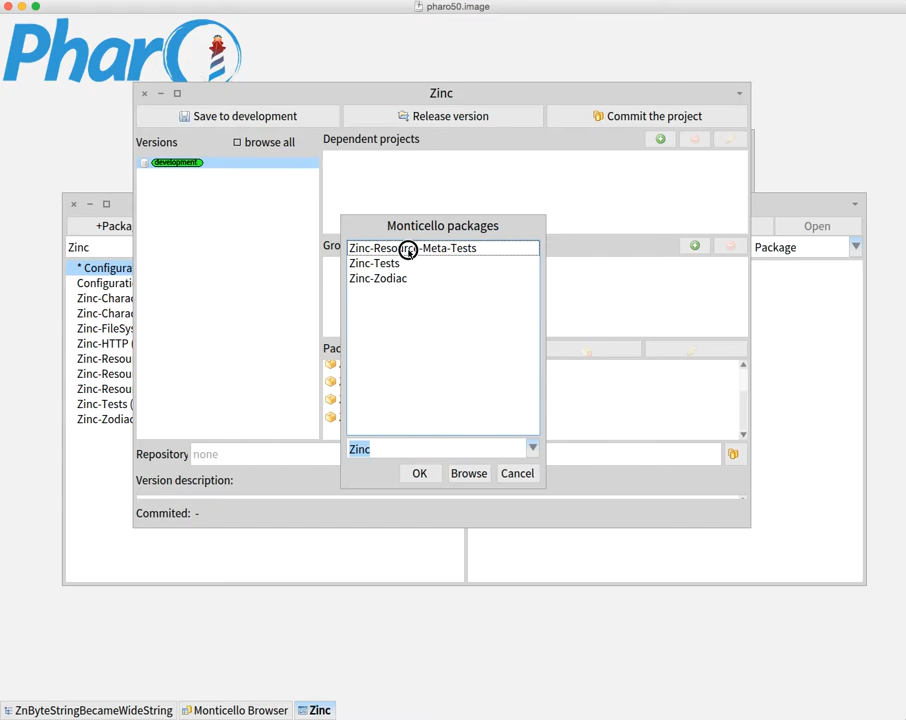 pharo50.image
Pharo
Zinc
Save to development
Release version
Commit the project
Versions
browse all
Dependent projects
development
+Packa
Open
Zinc
Package
* Configura
Configurati
Zinc-Charac
Zinc-Charac
Zinc-FileSys
Zinc-HTTP (
Zinc-Resou
Zinc-Resou
Zinc-Resou
Zinc-Tests (
Zinc-Zodiac
Gro
Pac
Monticello packages
Zinc-Resource-Meta-Tests
Zinc-Tests
Zinc-Zodiac
Zinc
OK
Browse
Cancel
Repository
none
Version description:
Commited: -
ZnByteStringBecameWideString
Monticello Browser
Zinc